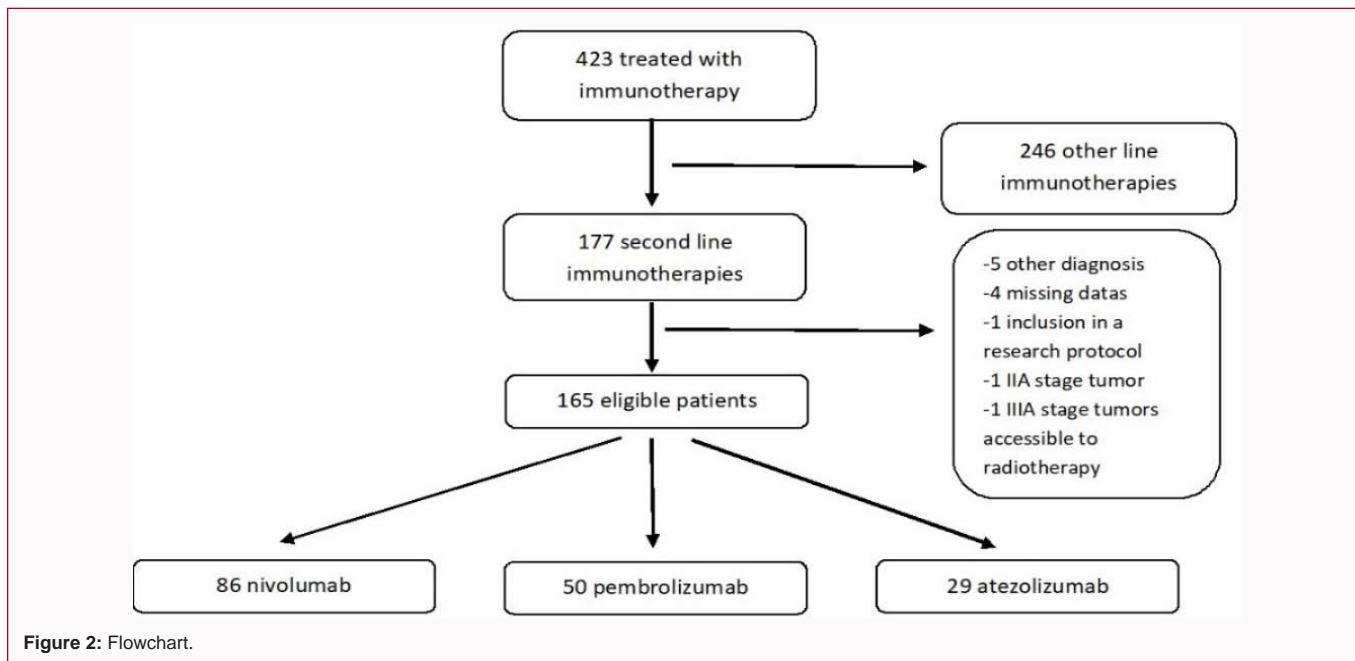 423 treated with
immunotherapy
246 other line
immunotherapies
177 second line
immunotherapies
-5 other diagnosis
-4 missing datas
-1 inclusion in a
research protocol
-1 IIA stage tumor
-1 IIIA stage tumors
accessible to
radiotherapy
165 eligible patients
86 nivolumab
50 pembrolizumab
29 atezolizumab
Figure 2: Flowchart.